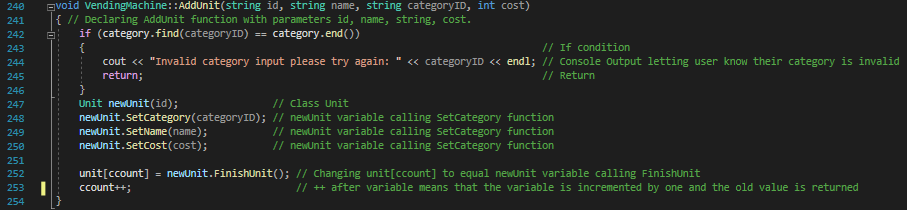 240 void VendingMachine::AddUnit(string id, string name, string categoryID, int cost)
241 { // Declaring AddUnit function with parameters id, name, string, cost.
242 if (category.find(categoryID) == category.end())
243 { // If condition
244 cout << "Invalid category input please try again: " << categoryID << endl; // Console Output letting user know their category is invalid
245 return; // Return
246 }
247 Unit newUnit(id); // Class Unit
248 newUnit.SetCategory(categoryID); // newUnit variable calling SetCategory function
249 newUnit.SetName(name); // newUnit variable calling SetCategory function
250 newUnit.SetCost(cost); // newUnit variable calling SetCategory function
251
252 unit[ccount] = newUnit.FinishUnit(); // Changing unit[ccount] to equal newUnit variable calling FinishUnit
253 ccount++; // ++ after variable means that the variable is incremented by one and the old value is returned
254 }